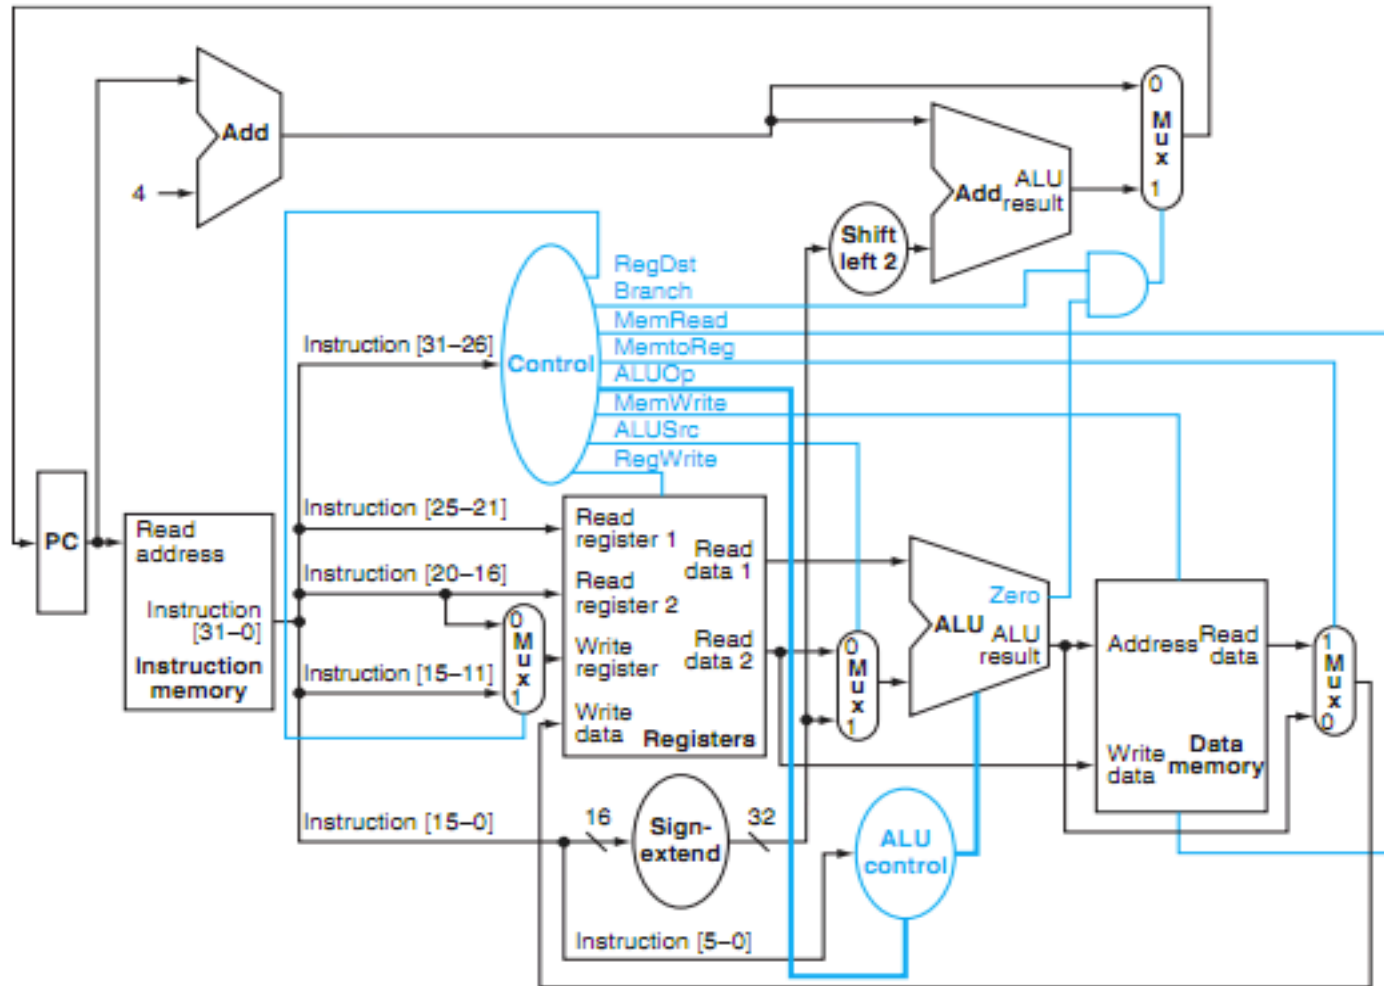 0
M
u
x
1
Add
4
Add
ALU
result
Shift
left 2
RegDst
Branch
MemRead
MemtoReg
ALUOp
MemWrite
ALUSrc
RegWrite
Instruction [31–26]
Control
PC
Read
address
Instruction
[31–0]
Instruction
memory
Instruction [25–21]
Instruction [20–16]
Instruction [15–11]
0
M
u
x
1
Read
register 1
Read
register 2
Write
register
Write
data
Read
data 1
Read
data 2
Registers
0
M
u
x
1
Zero
ALU
ALU
result
Address
Read
data
Write
data
Data
memory
1
M
u
x
0
Instruction [15–0]
16
Sign-
extend
32
ALU
control
Instruction [5–0]